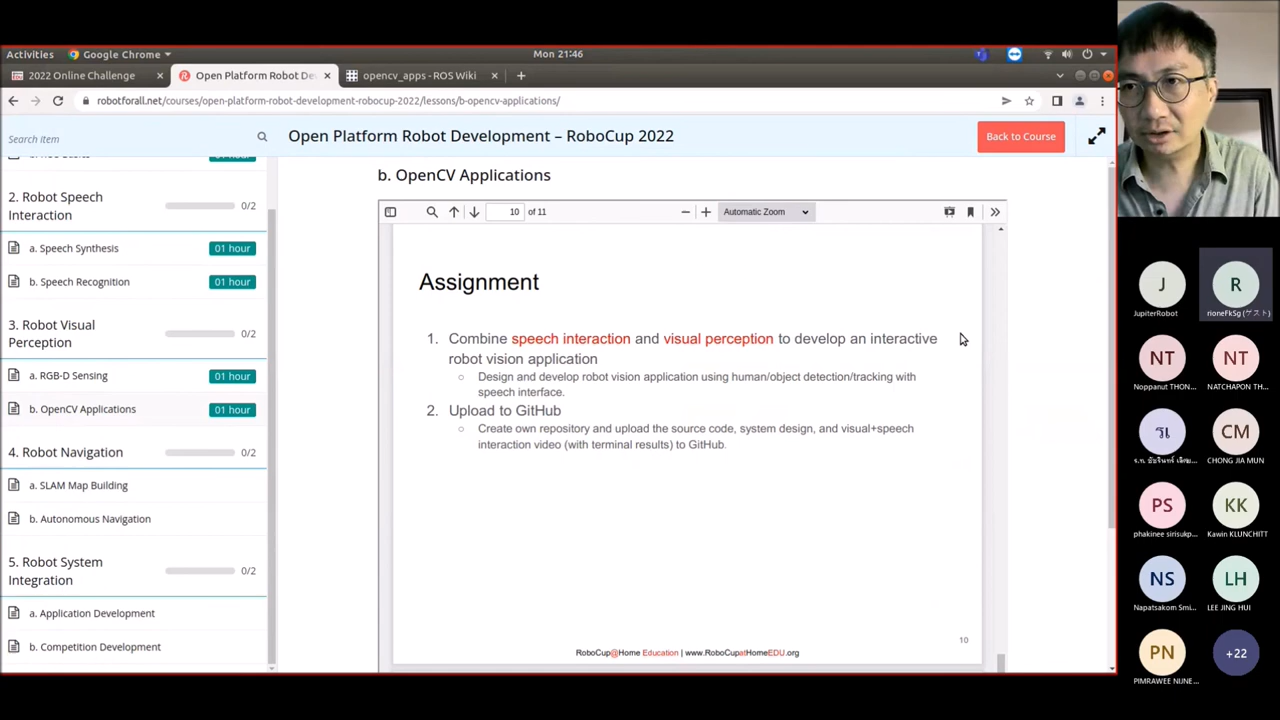 Activities
Google Chrome
Mon 21:46
2022 Online Challenge
Open Platform Robot De
opencv_apps - ROS Wiki
robotforall.net/courses/open-platform-robot-development-robocup-2022/lessons/b-opencv-applications/
Search item
Open Platform Robot Development – RoboCup 2022
Back to Course
b. OpenCV Applications
2. Robot Speech
Interaction
0/2
a. Speech Synthesis
01 hour
b. Speech Recognition
01 hour
3. Robot Visual
Perception
0/2
a. RGB-D Sensing
01 hour
b. OpenCV Applications
01 hour
4. Robot Navigation
0/2
a. SLAM Map Building
b. Autonomous Navigation
5. Robot System
Integration
0/2
a. Application Development
b. Competition Development
10 of 11
Automatic Zoom
Assignment
1. Combine speech interaction and visual perception to develop an interactive
robot vision application
Design and develop robot vision application using human/object detection/tracking with
speech interface.
2. Upload to GitHub
Create own repository and upload the source code, system design, and visual+speech
interaction video (with terminal results) to GitHub.
10
RoboCup@Home Education | www.RoboCupatHomeEDU.org
J
JupiterRobot
R
rioneFkSg (ゲスト)
NT
Noppanut THON...
NT
NATCHAPON TH...
รเ
CM
CHONG JIA MUN
PS
phakinee sirisukp...
KK
Kawin KLUNCHITT
NS
Napatsakorn Smi...
LH
LEE JING HUI
PN
PIMRAWEE NIJNE...
+22